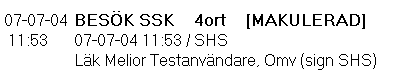 07-07-04 BESÖK SSK 4ort [MAKULERAD]
11:53 07-07-04 11:53 / SHS
Läk Melior Testanvändare, Omv (sign SHS)